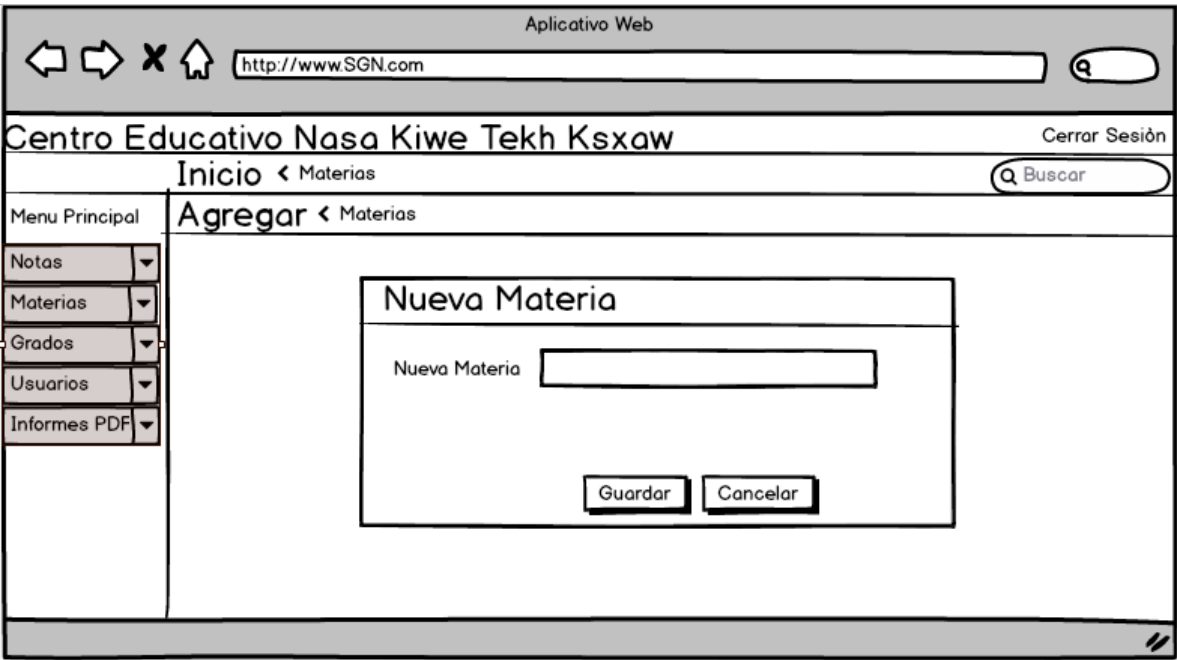 Aplicativo Web
http://www.SGN.com
Centro Educativo Nasa Kiwe Tekh Ksxaw
Cerrar Sesiòn
Inicio < Materias
Buscar
Menu Principal
Agregar < Materias
Notas
Materias
Grados
Usuarios
Informes PDF
Nueva Materia
Nueva Materia
Guardar
Cancelar